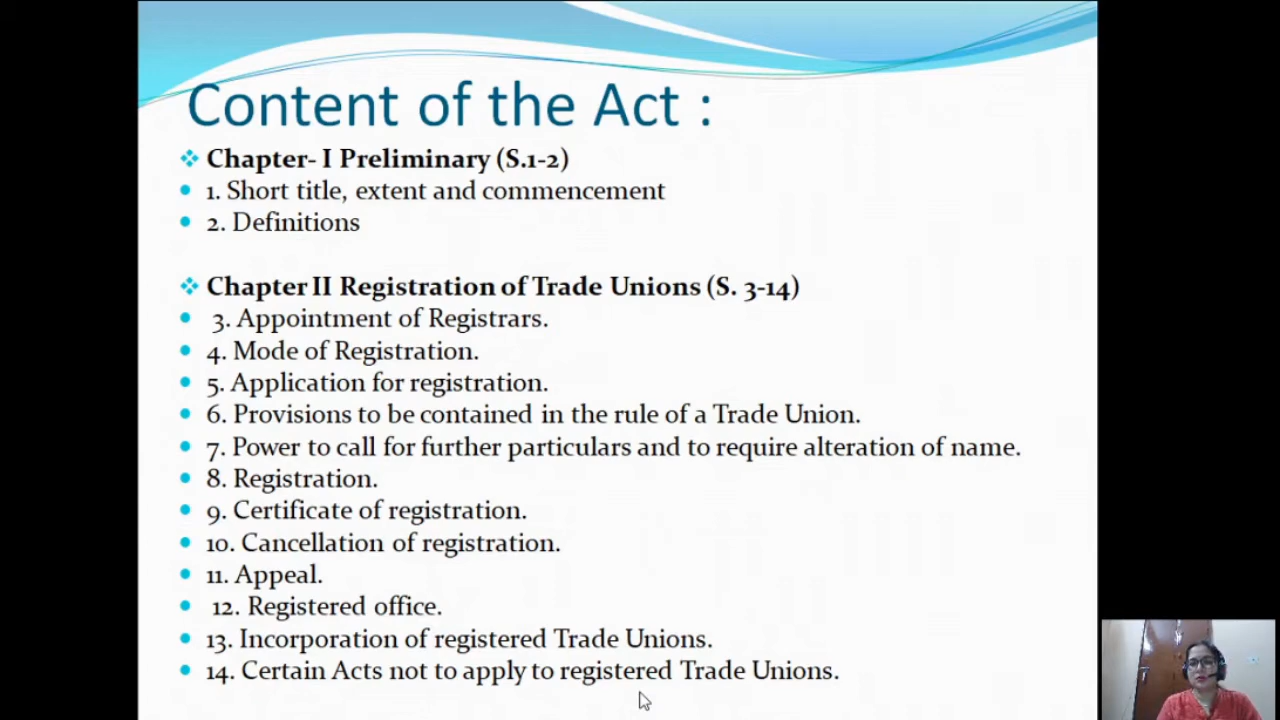 Content of the Act :
Chapter- I Preliminary (S.1-2)
1. Short title, extent and commencement
2. Definitions
Chapter II Registration of Trade Unions (S. 3-14)
3. Appointment of Registrars.
4. Mode of Registration.
5. Application for registration.
6. Provisions to be contained in the rule of a Trade Union.
7. Power to call for further particulars and to require alteration of name.
8. Registration.
9. Certificate of registration.
10. Cancellation of registration.
11. Appeal.
12. Registered office.
13. Incorporation of registered Trade Unions.
14. Certain Acts not to apply to registered Trade Unions.